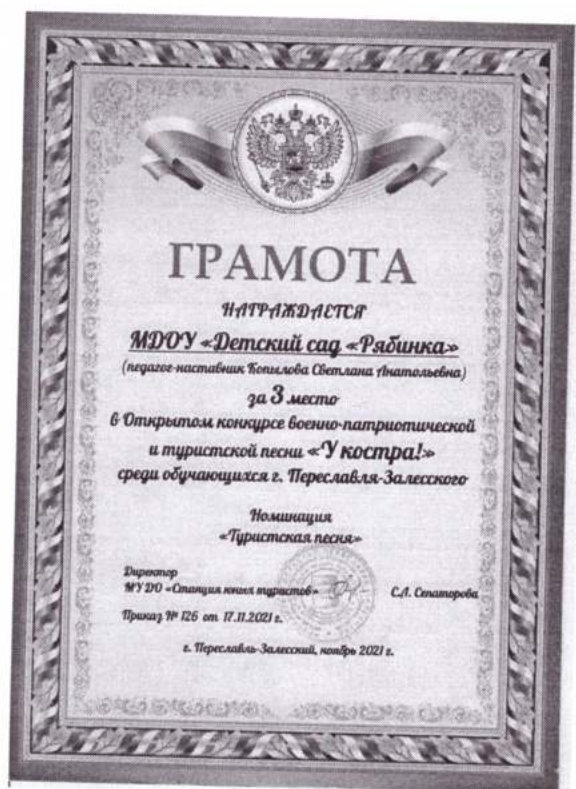 ГРАМОТА
НАГРАЖДАЕТСЯ
МДОУ «Детский сад «Рябинка»
(педагог-наставник Копылова Светлана Анатольевна)
за 3 место
в Открытом конкурсе военно-патриотической
и туристской песни «У костра!»
среди обучающихся г. Переславля-Залесского
Номинация
«Туристская песня»
Директор
МУ ДО «Станция юных туристов» С.Л. Сепаторова
Приказ № 126 от 17.11.2021 г.
г. Переславль-Залесский, ноябрь 2021 г.